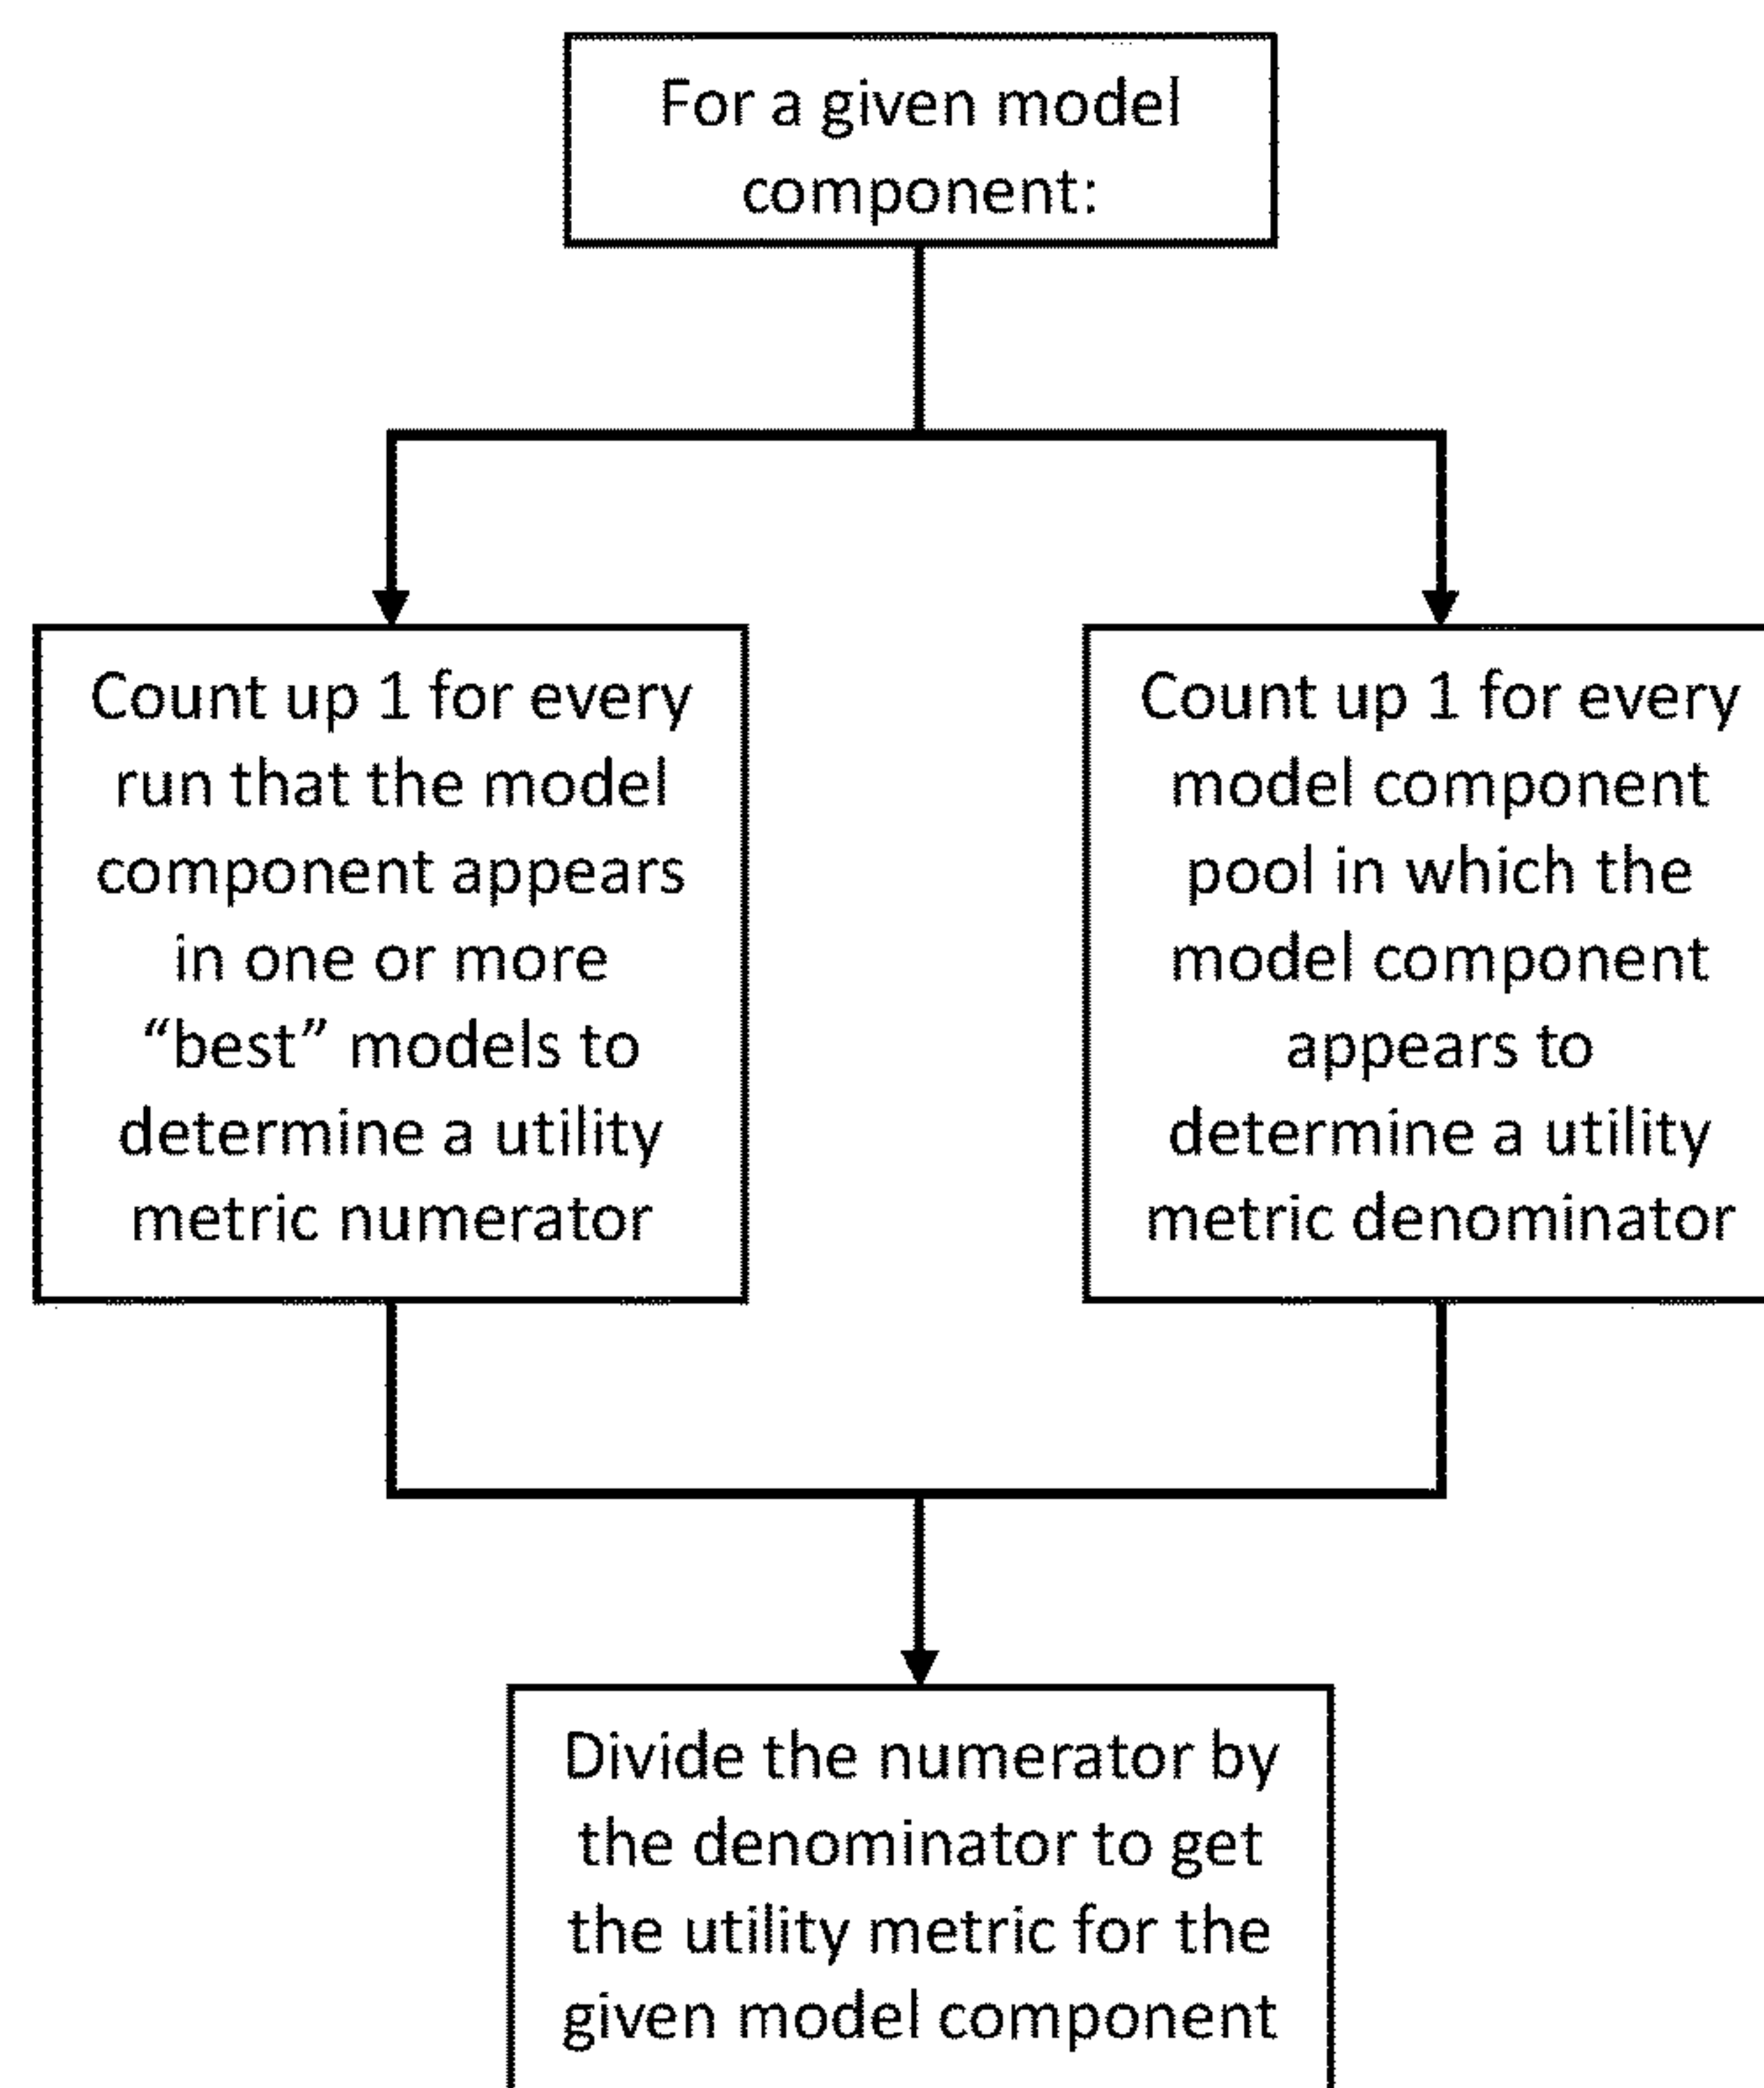 For a given model
component:
Count up 1 for every
run that the model
component appears
in one or more
“best” models to
determine a utility
metric numerator
Count up 1 for every
model component
pool in which the
model component
appears to
determine a utility
metric denominator
Divide the numerator by
the denominator to get
the utility metric for the
given model component